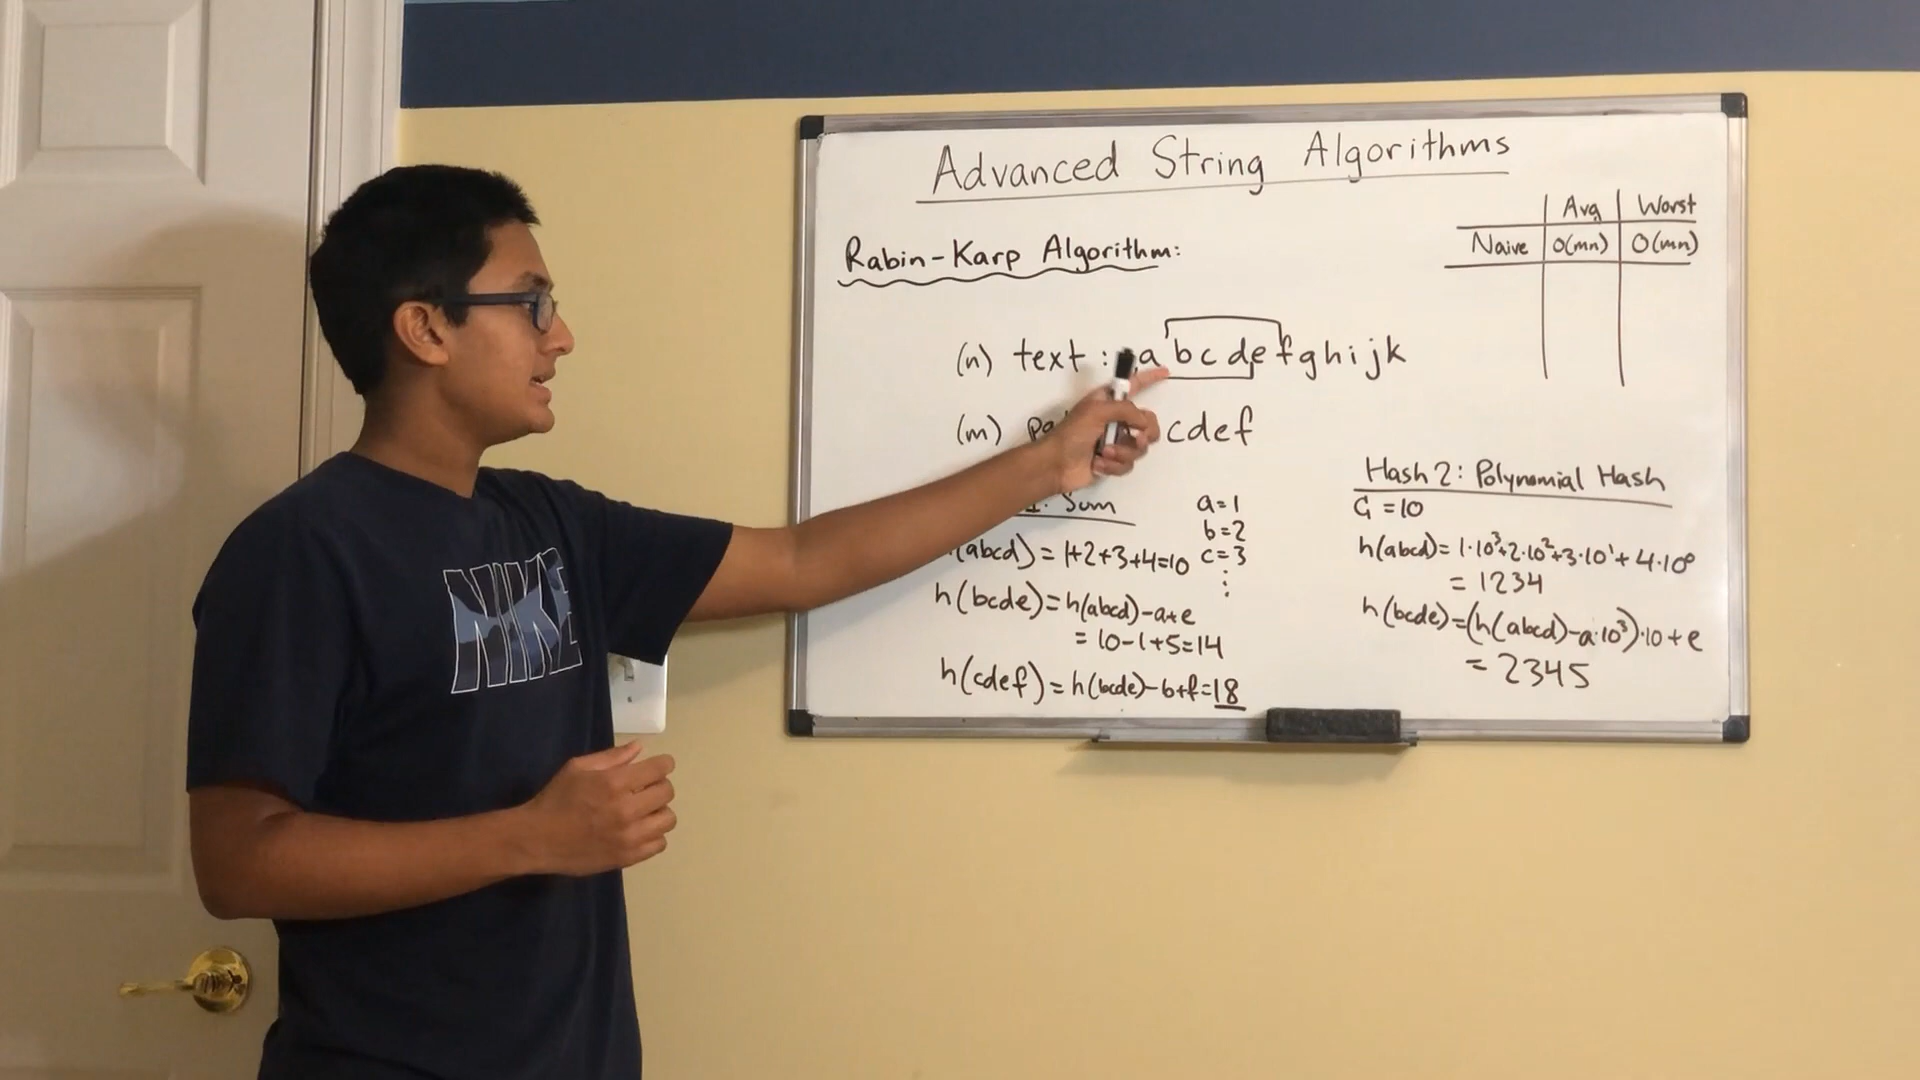 Advanced String Algorithms
Avg Worst
Naive O(mn) O(mn)
Rabin-Karp Algorithm:
(n) text : abcdefghijk
(m) cdef
Sum
a=1
b=2
c=3
⋮
(abcd)=1+2+3+4=10
h(bcde)=h(abcd)-a+e
=10-1+5=14
h(cdef)=h(bcde)-b+f=18
Hash 2: Polynomial Hash
G=10
h(abcd)=1·10³+2·10²+3·10¹+4·10⁰
=1234
h(bcde)=(h(abcd)-a·10³)·10+e
=2345
NIKE